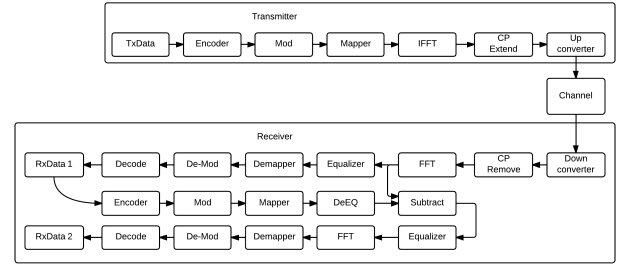 Transmitter
TxData
Encoder
Mod
Mapper
IFFT
CP
Extend
Up
converter
Channel
Receiver
RxData 1
Decode
De-Mod
Demapper
Equalizer
FFT
CP
Remove
Down
converter
Encoder
Mod
Mapper
DeEQ
Subtract
RxData 2
Decode
De-Mod
Demapper
FFT
Equalizer